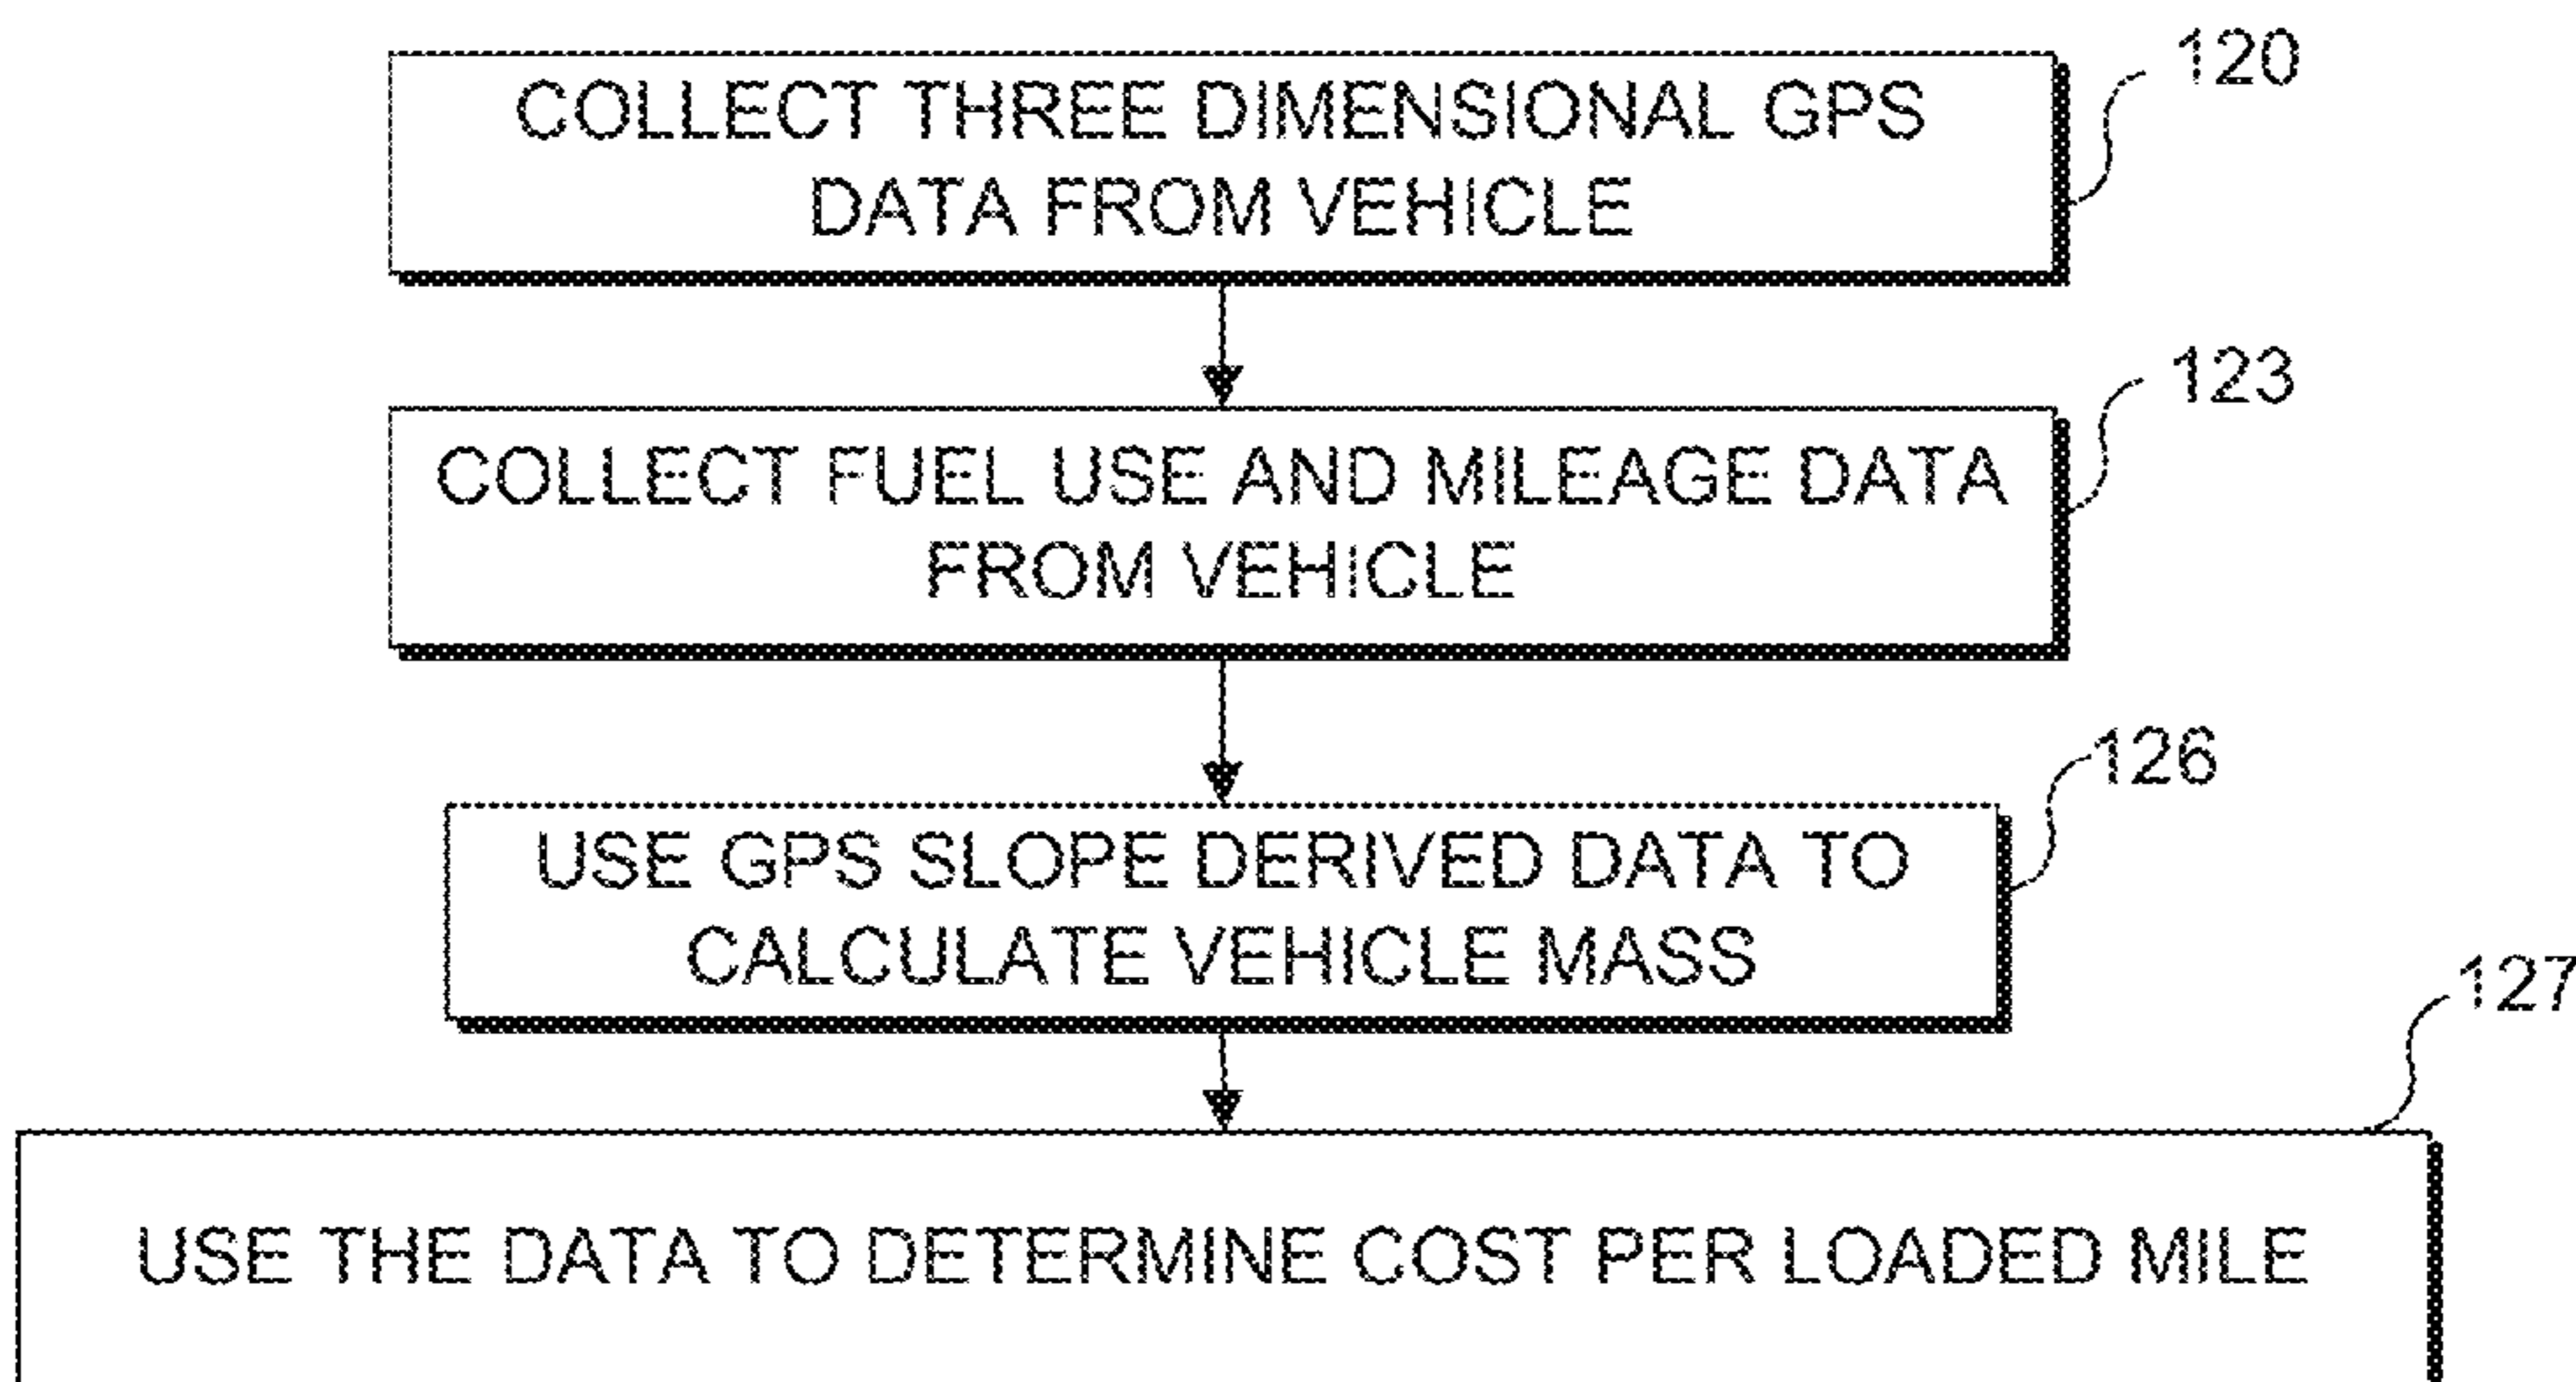 COLLECT THREE DIMENSIONAL GPS
DATA FROM VEHICLE
120
COLLECT FUEL USE AND MILEAGE DATA
FROM VEHICLE
123
USE GPS SLOPE DERIVED DATA TO
CALCULATE VEHICLE MASS
126
USE THE DATA TO DETERMINE COST PER LOADED MILE
127